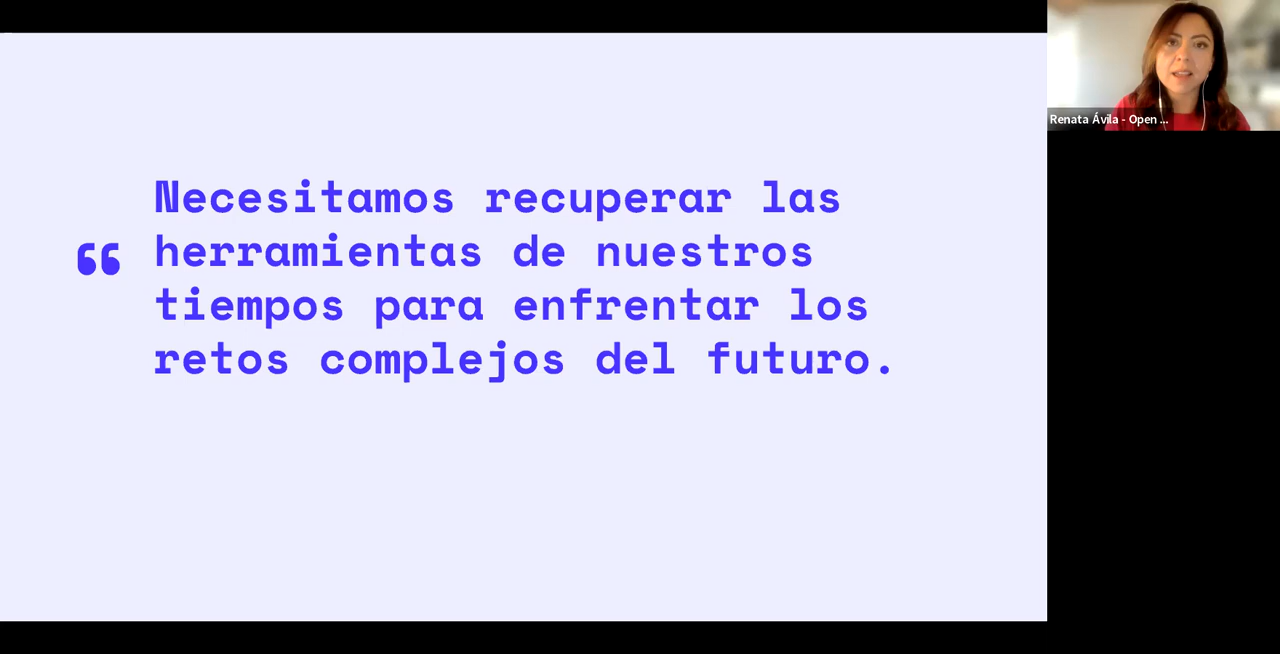 “
Necesitamos recuperar las
herramientas de nuestros
tiempos para enfrentar los
retos complejos del futuro.
Renata Ávila - Open ...